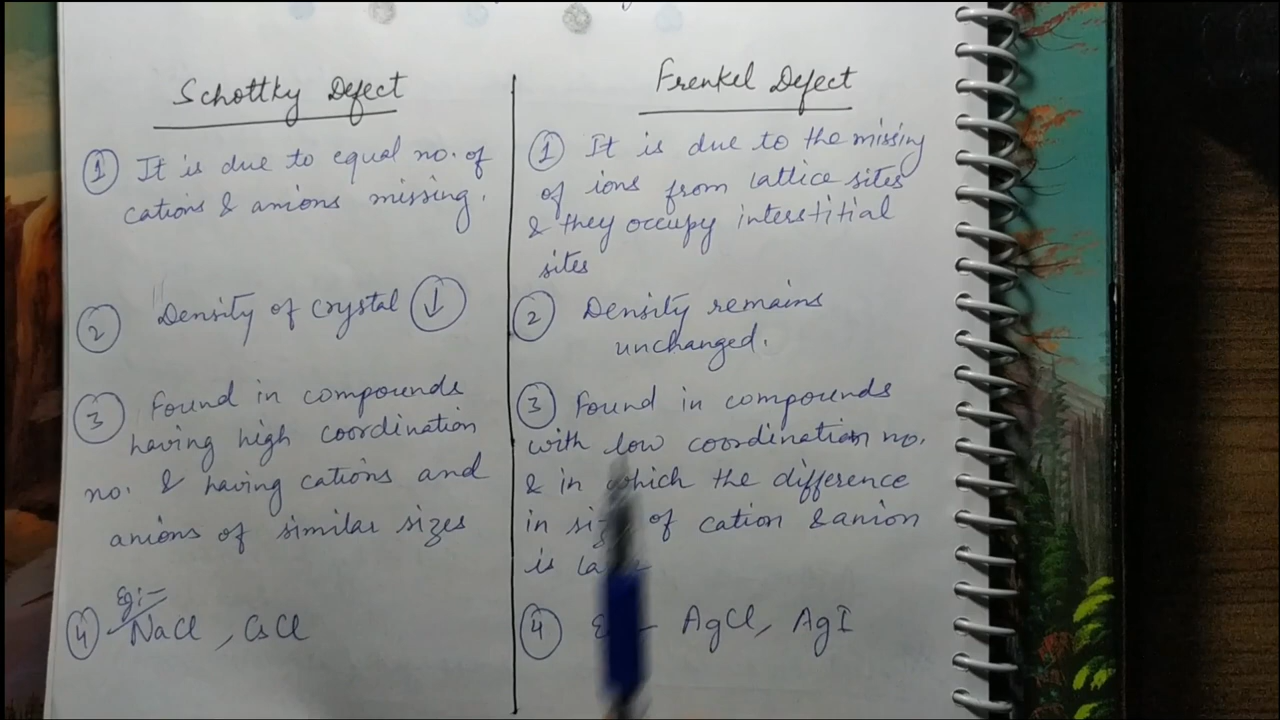 Schottky Defect
① It is due to equal no. of
cations & anions missing.
② Density of crystal ↓
③ Found in compounds
having high coordination
no. & having cations and
anions of similar sizes
④ Eg:-
NaCl, CsCl
Frenkel Defect
① It is due to the missing
of ions from lattice sites
& they occupy interstitial
sites
② Density remains
unchanged.
③ Found in compounds
with low coordination no.
& in which the difference
in of cation & anion
is
④ AgCl, AgI